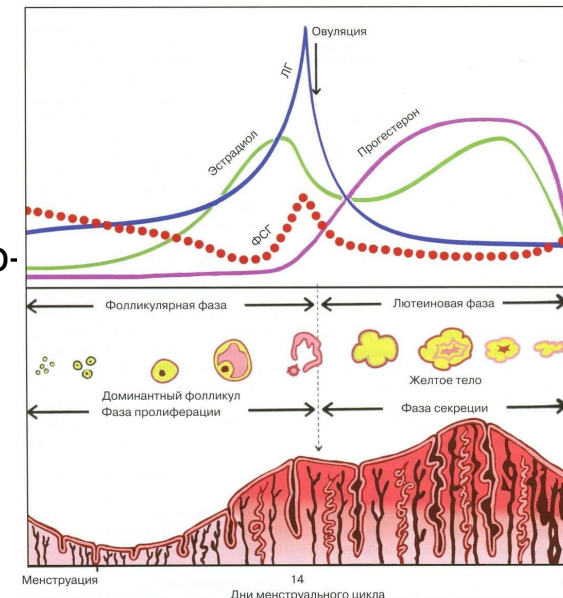 Овуляция
ЛГ
Эстрадиол
Прогестерон
ФСГ
о-
Фолликулярная фаза
Лютеиновая фаза
Доминантный фолликул
Желтое тело
Фаза пролиферации
Фаза секреции
Менструация
14
Дни менструального цикла